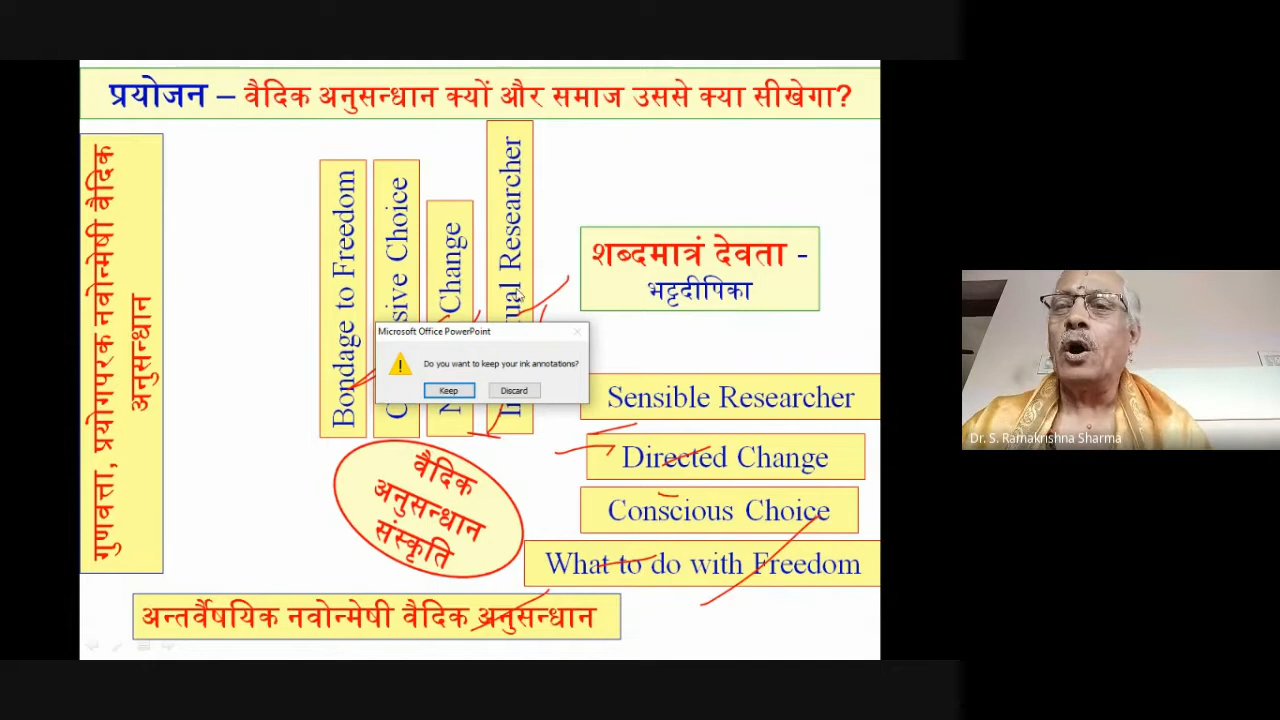 प्रयोजन – वैदिक अनुसन्धान क्यों और समाज उससे क्या सीखेगा?
गुणवत्ता, प्रयोगपरक नवोन्मेषी वैदिक
अनुसन्धान
Bondage to Freedom
Choice
Change
Researcher
शब्दमात्रं देवता -
भट्टदीपिका
Microsoft Office PowerPoint
Do you want to keep your ink annotations?
Keep
Discard
Sensible Researcher
Directed Change
Conscious Choice
What to do with Freedom
वैदिक
अनुसन्धान
संस्कृति
अन्तर्वैषयिक नवोन्मेषी वैदिक अनुसन्धान
Dr. S. Ramakrishna Sharma